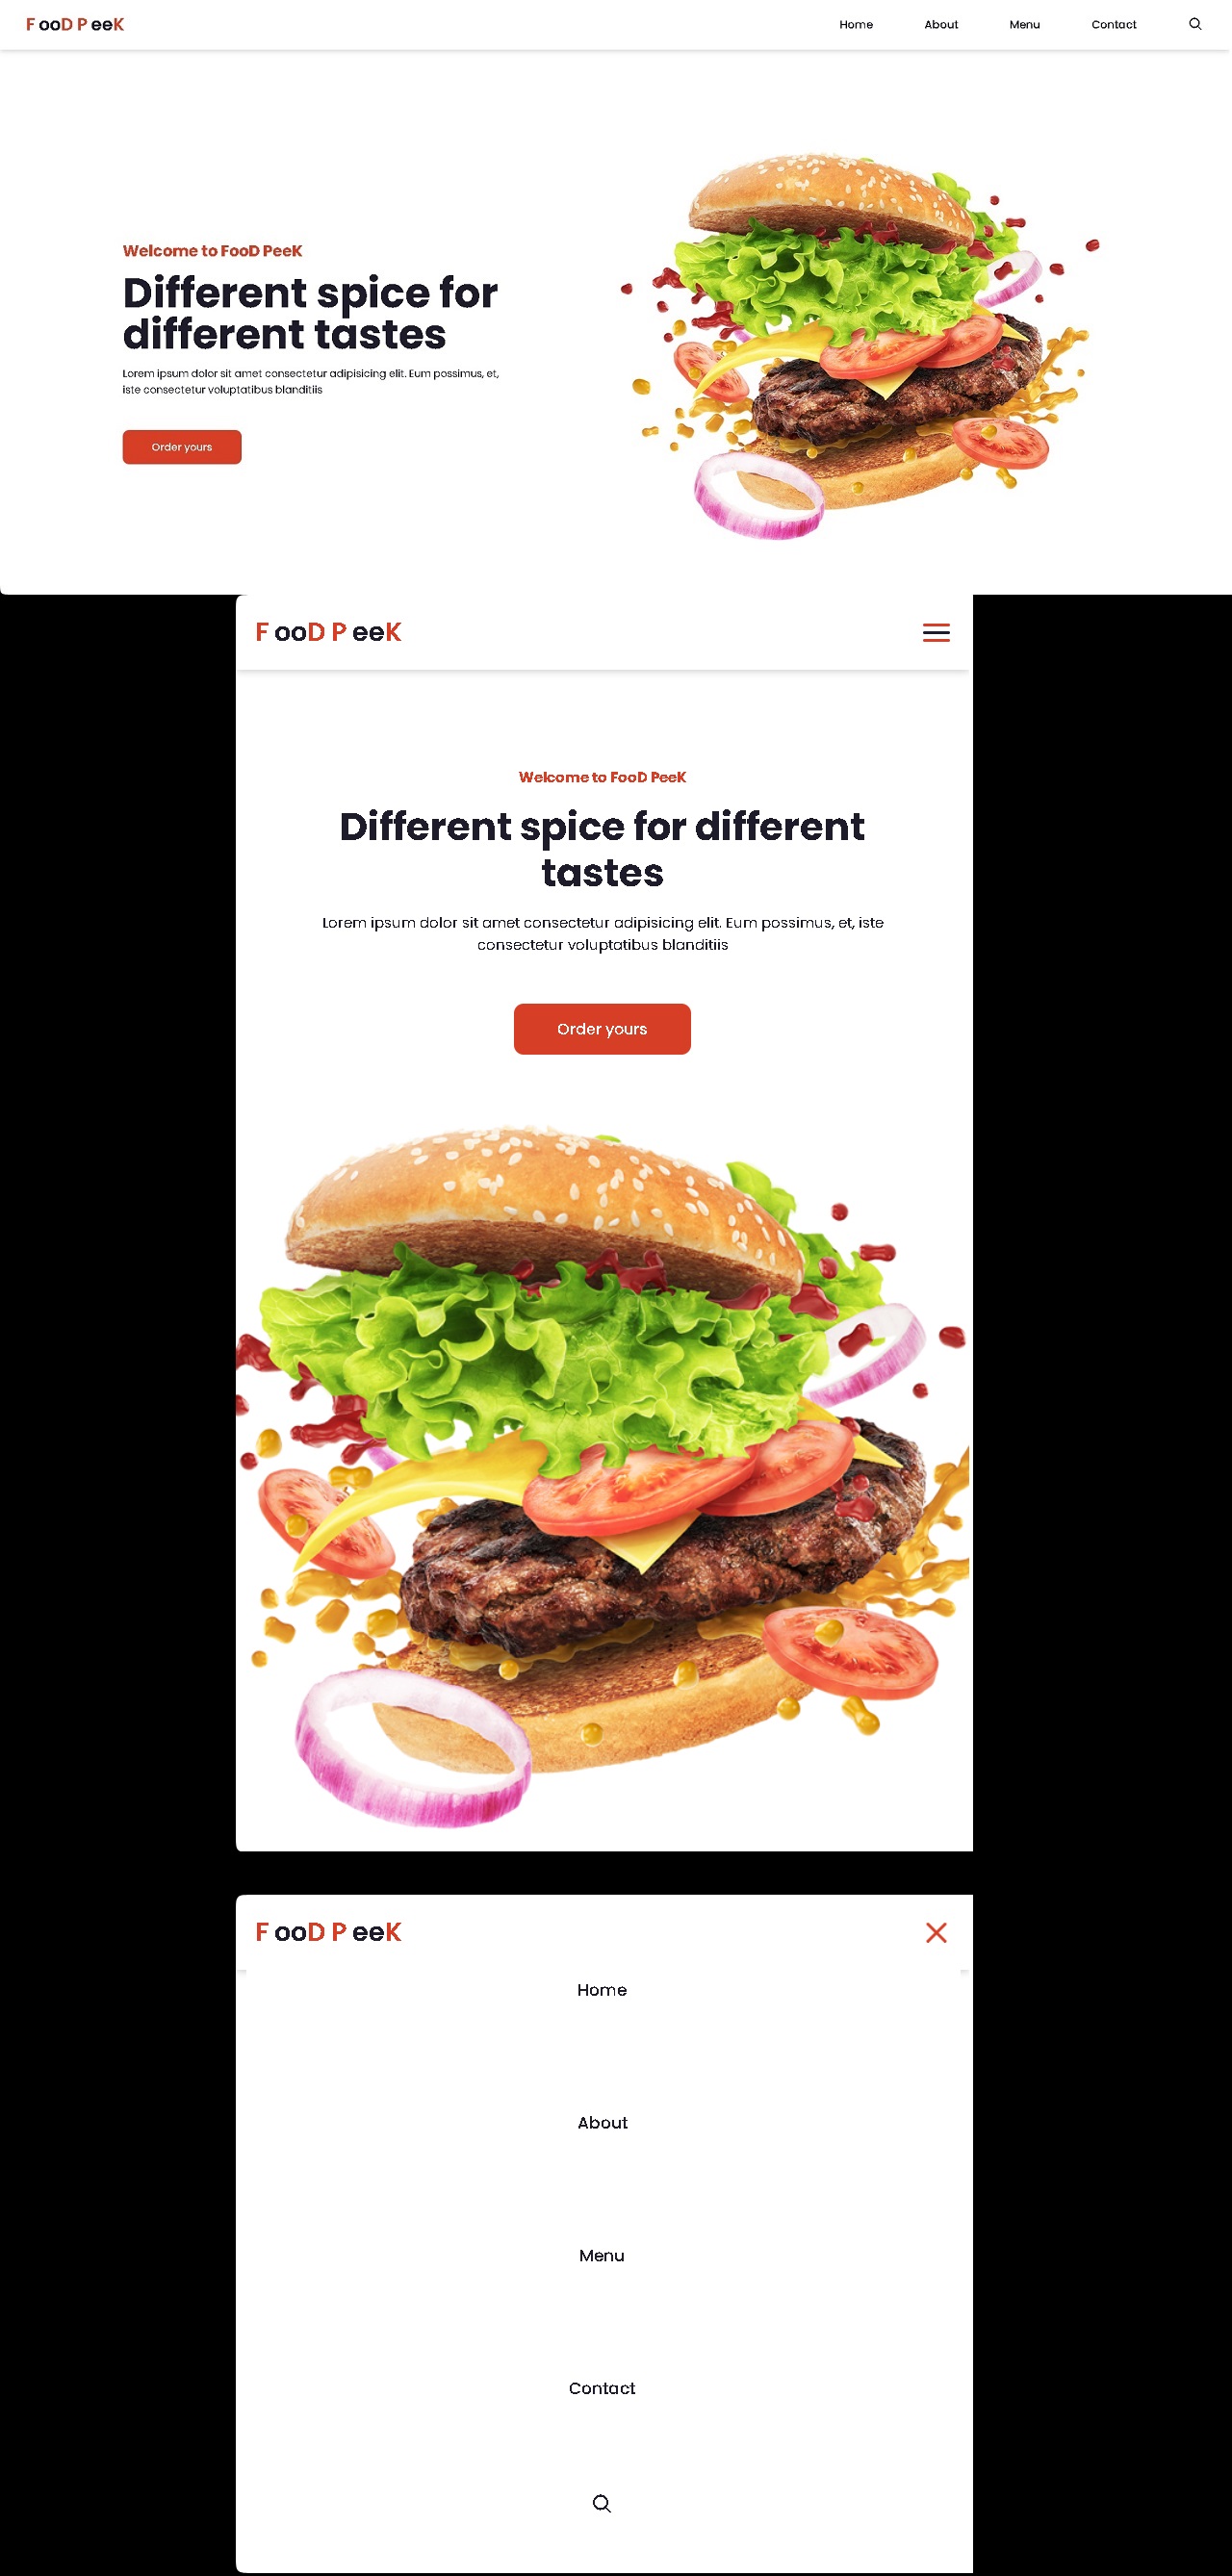 F ooD P eeK
Home About Menu Contact
Welcome to FooD PeeK
Different spice for
different tastes
Lorem ipsum dolor sit amet consectetur adipisicing elit. Eum possimus, et,
iste consectetur voluptatibus blanditiis
Order yours
F ooD P eeK
Welcome to FooD PeeK
Different spice for different
tastes
Lorem ipsum dolor sit amet consectetur adipisicing elit. Eum possimus, et, iste
consectetur voluptatibus blanditiis
Order yours
F ooD P eeK
Home
About
Menu
Contact